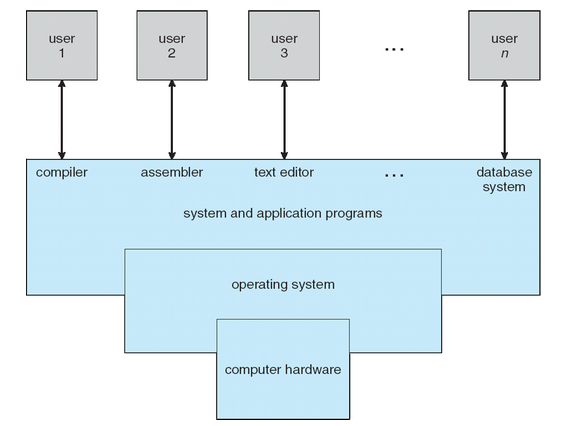 user
1
user
2
user
3
...
user
n
compiler
assembler
text editor
...
database
system
system and application programs
operating system
computer hardware